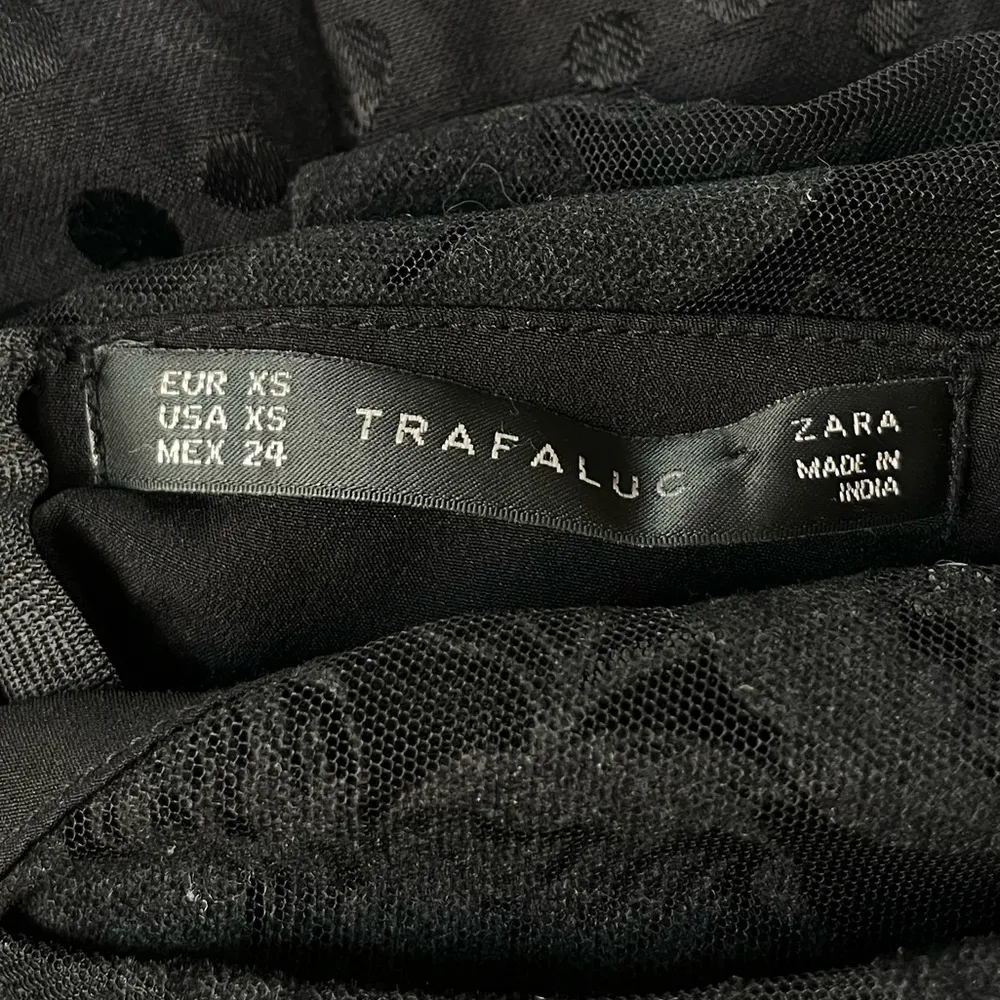 EUR XS
USA XS
MEX 24
TRAFALUC
ZARA
MADE IN
INDIA